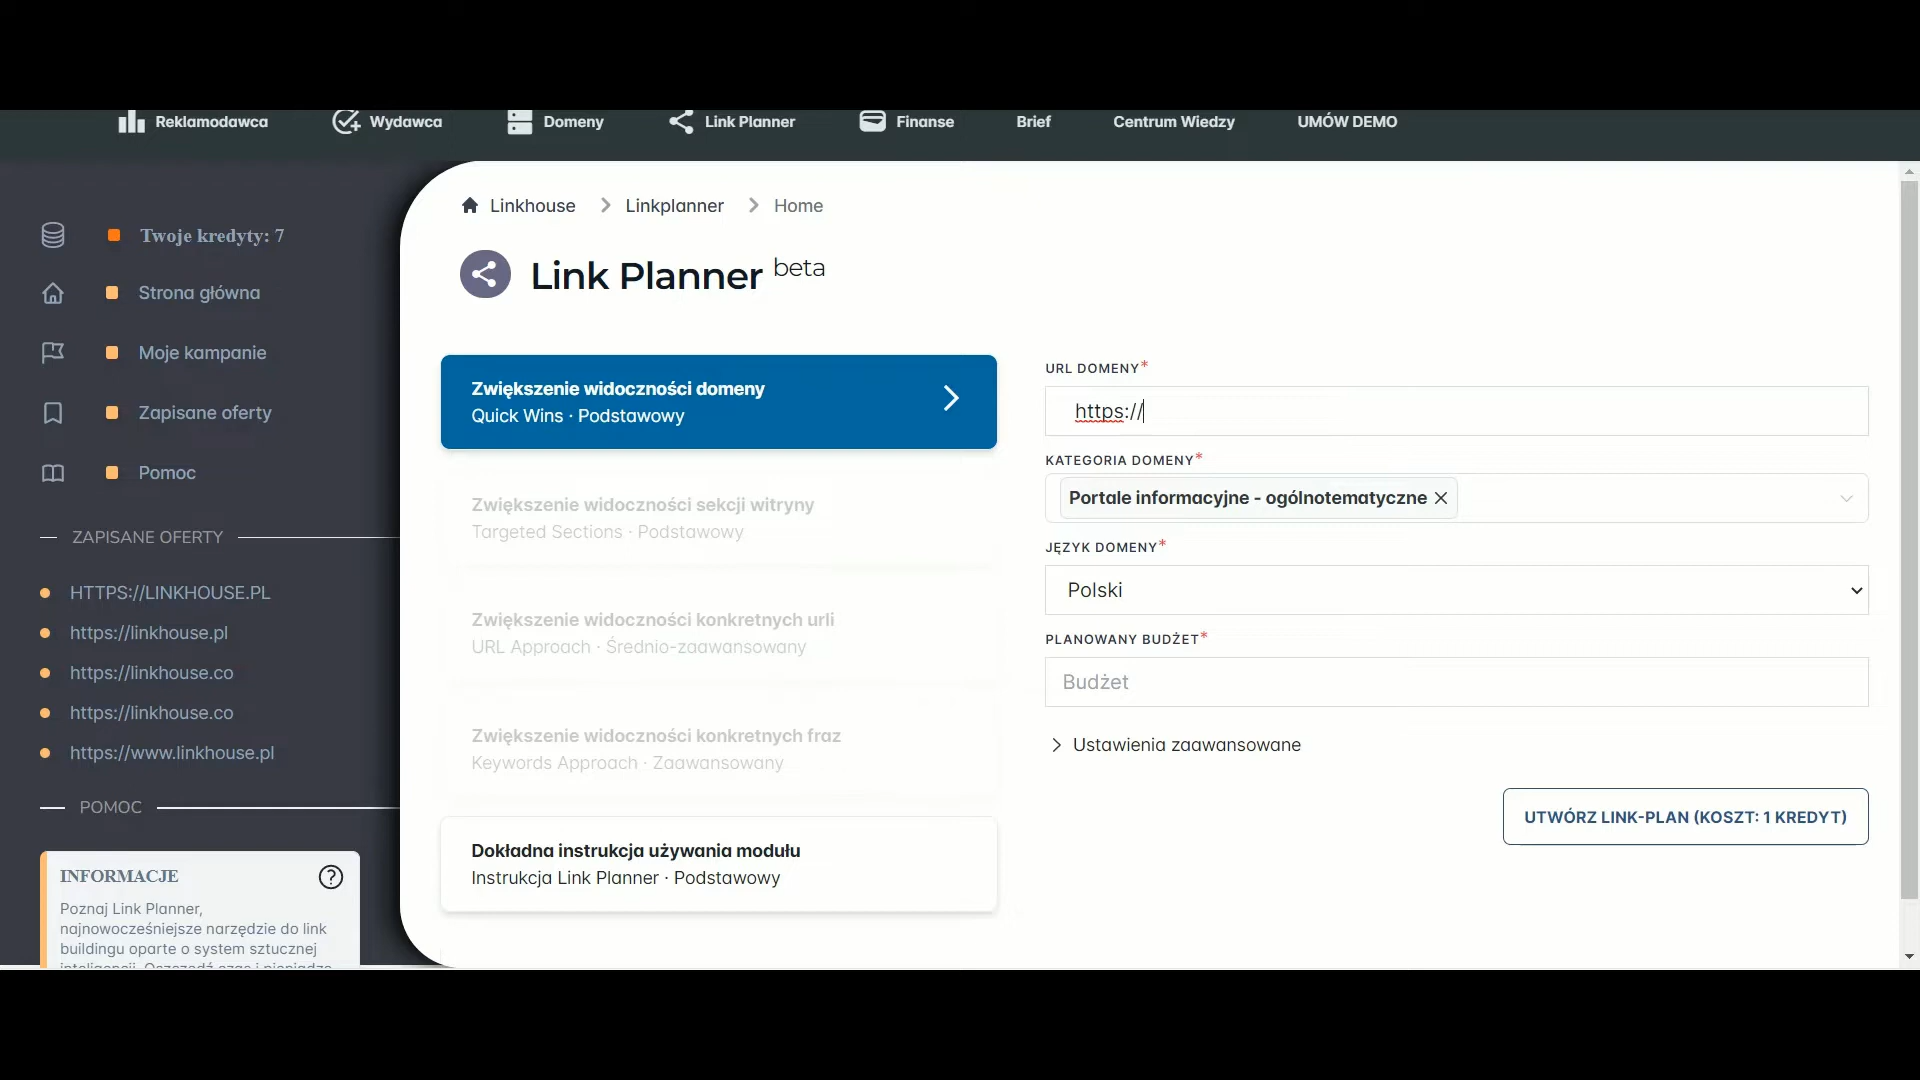 Reklamodawca
Wydawca
Domeny
Link Planner
Finanse
Brief
Centrum Wiedzy
UMÓW DEMO
Twoje kredyty: 7
Strona główna
Moje kampanie
Zapisane oferty
Pomoc
ZAPISANE OFERTY
HTTPS://LINKHOUSE.PL
https://linkhouse.pl
https://linkhouse.co
https://linkhouse.co
https://www.linkhouse.pl
POMOC
INFORMACJE
Poznaj Link Planner,
najnowocześniejsze narzędzie do link
buildingu oparte o system sztucznej
inteligencji. Oszczędź czas i pieniądze
Linkhouse
Linkplanner
Home
Link Planner beta
Zwiększenie widoczności domeny
Quick Wins · Podstawowy
Zwiększenie widoczności sekcji witryny
Targeted Sections · Podstawowy
Zwiększenie widoczności konkretnych urli
URL Approach · Średnio-zaawansowany
Zwiększenie widoczności konkretnych fraz
Keywords Approach · Zaawansowany
Dokładna instrukcja używania modułu
Instrukcja Link Planner · Podstawowy
URL DOMENY*
https://
KATEGORIA DOMENY*
Portale informacyjne - ogólnotematyczne
JĘZYK DOMENY*
Polski
PLANOWANY BUDŻET*
Budżet
Ustawienia zaawansowane
UTWÓRZ LINK-PLAN (KOSZT: 1 KREDYT)